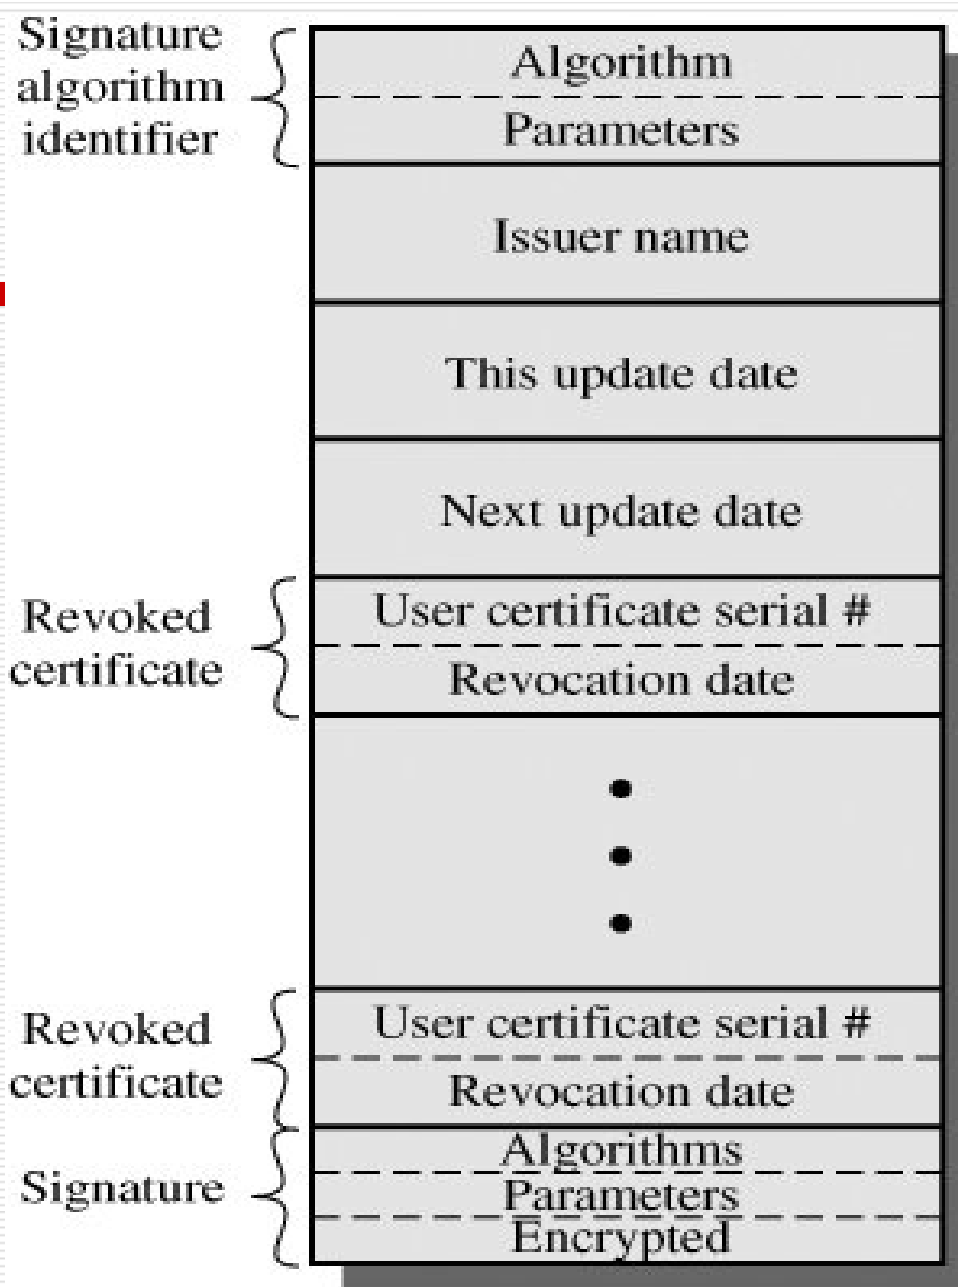 Signature
algorithm
identifier
Algorithm
Parameters
Issuer name
This update date
Next update date
Revoked
certificate
User certificate serial #
Revocation date
Revoked
certificate
User certificate serial #
Revocation date
Signature
Algorithms
Parameters
Encrypted